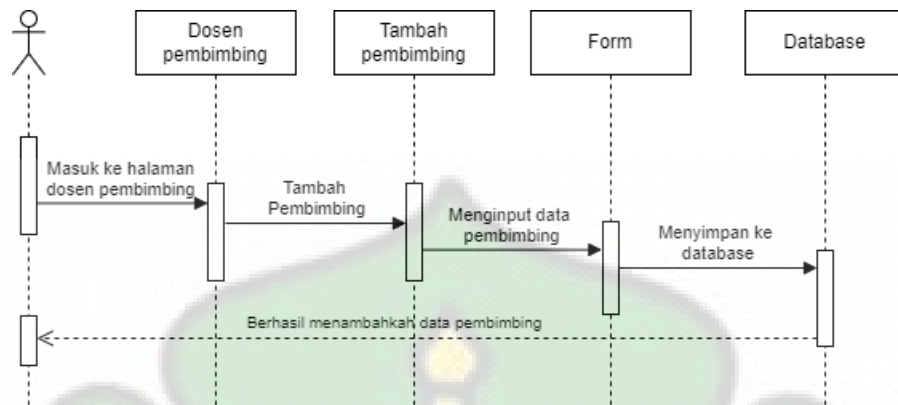 Dosen
pembimbing
Tambah
pembimbing
Form
Database
Masuk ke halaman
dosen pembimbing
Tambah
Pembimbing
Menginput data
pembimbing
Menyimpan ke
database
Berhasil menambahkah data pembimbing